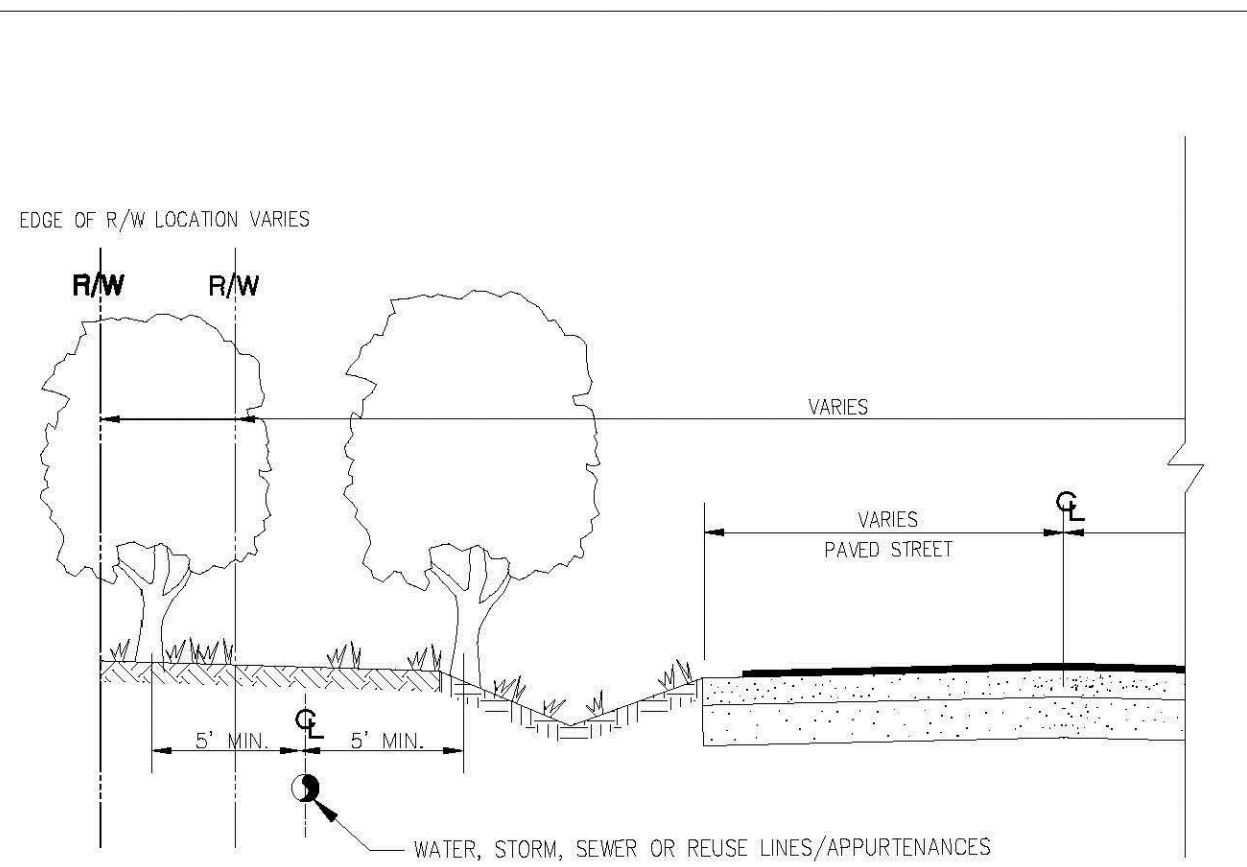 EDGE OF R/W LOCATION VARIES
R/W R/W
VARIES
℄
VARIES
PAVED STREET
℄
5' MIN. 5' MIN.
WATER, STORM, SEWER OR REUSE LINES/APPURTENANCES